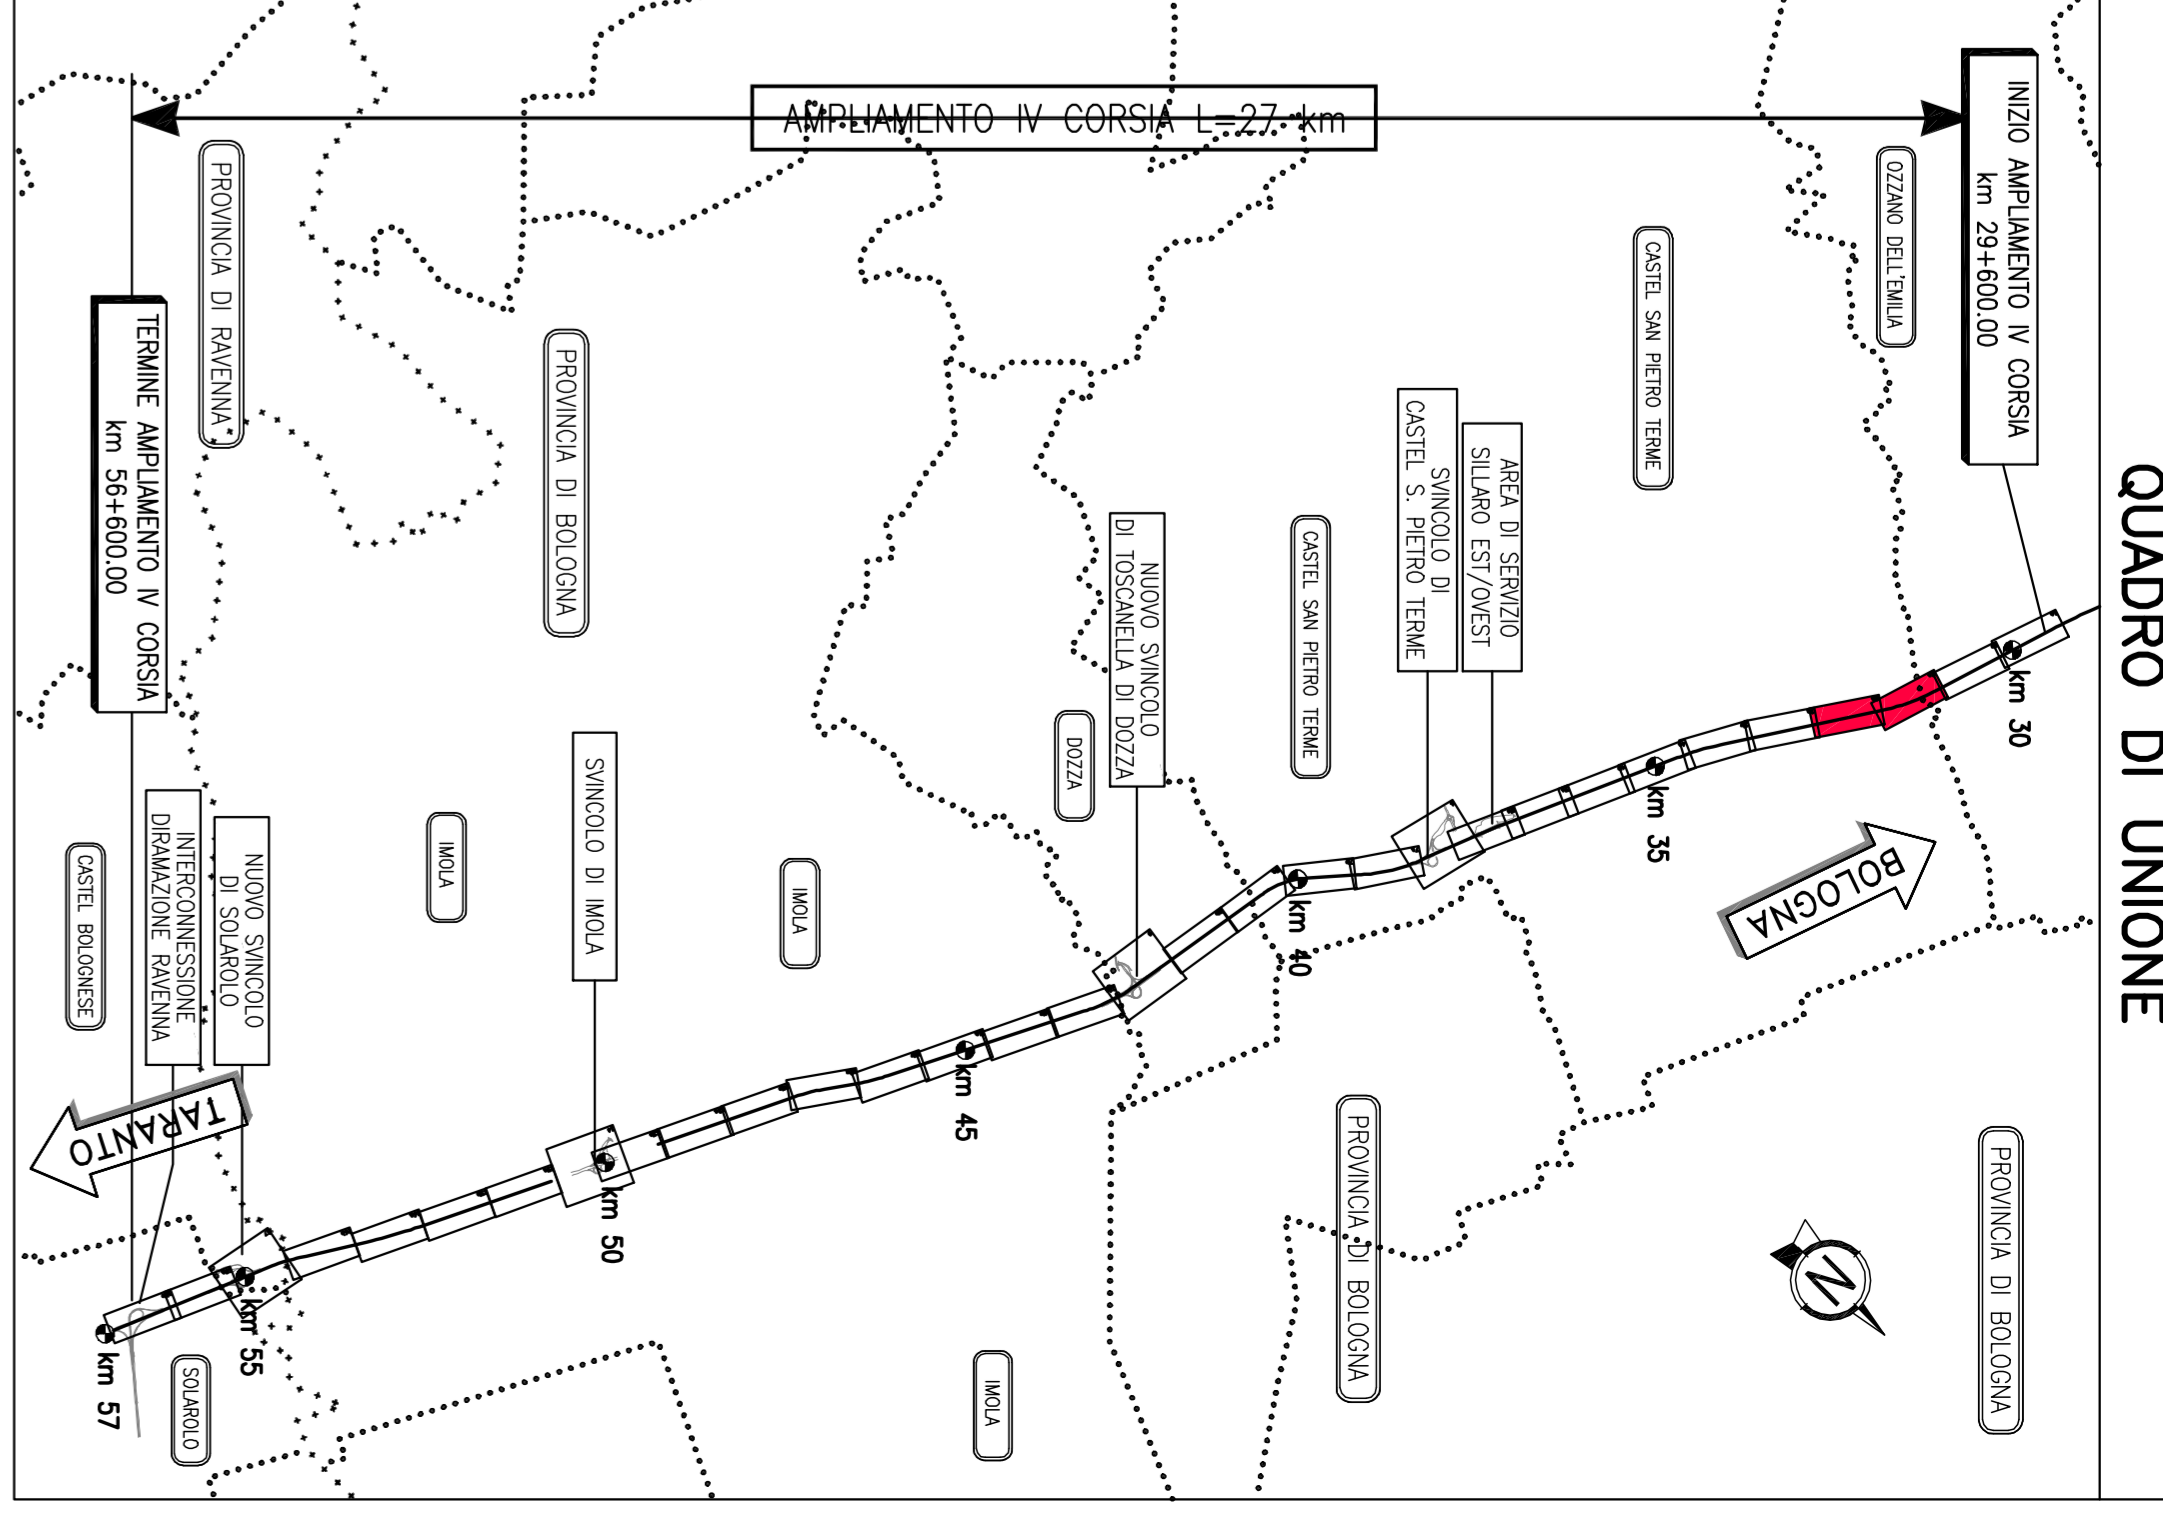 QUADRO DI UNIONE
AMPLIAMENTO IV CORSIA L=27 km
INIZIO AMPLIAMENTO IV CORSIA
km 29+600.00
OZZANO DELL'EMILIA
CASTEL SAN PIETRO TERME
AREA DI SERVIZIO
SILLARO EST/OVEST
SVINCOLO DI
CASTEL S. PIETRO TERME
CASTEL SAN PIETRO TERME
NUOVO SVINCOLO
DI TOSCANELLA DI DOZZA
DOZZA
IMOLA
SVINCOLO DI IMOLA
PROVINCIA DI BOLOGNA
IMOLA
PROVINCIA DI RAVENNA
TERMINE AMPLIAMENTO IV CORSIA
km 56+600.00
NUOVO SVINCOLO
DI SOLAROLO
INTERCONNESSIONE
DIRAMAZIONE RAVENNA
CASTEL BOLOGNESE
km 30
km 35
km 40
km 45
km 50
km 55
km 57
BOLOGNA
TARANTO
PROVINCIA DI BOLOGNA
PROVINCIA DI BOLOGNA
IMOLA
SOLAROLO
N